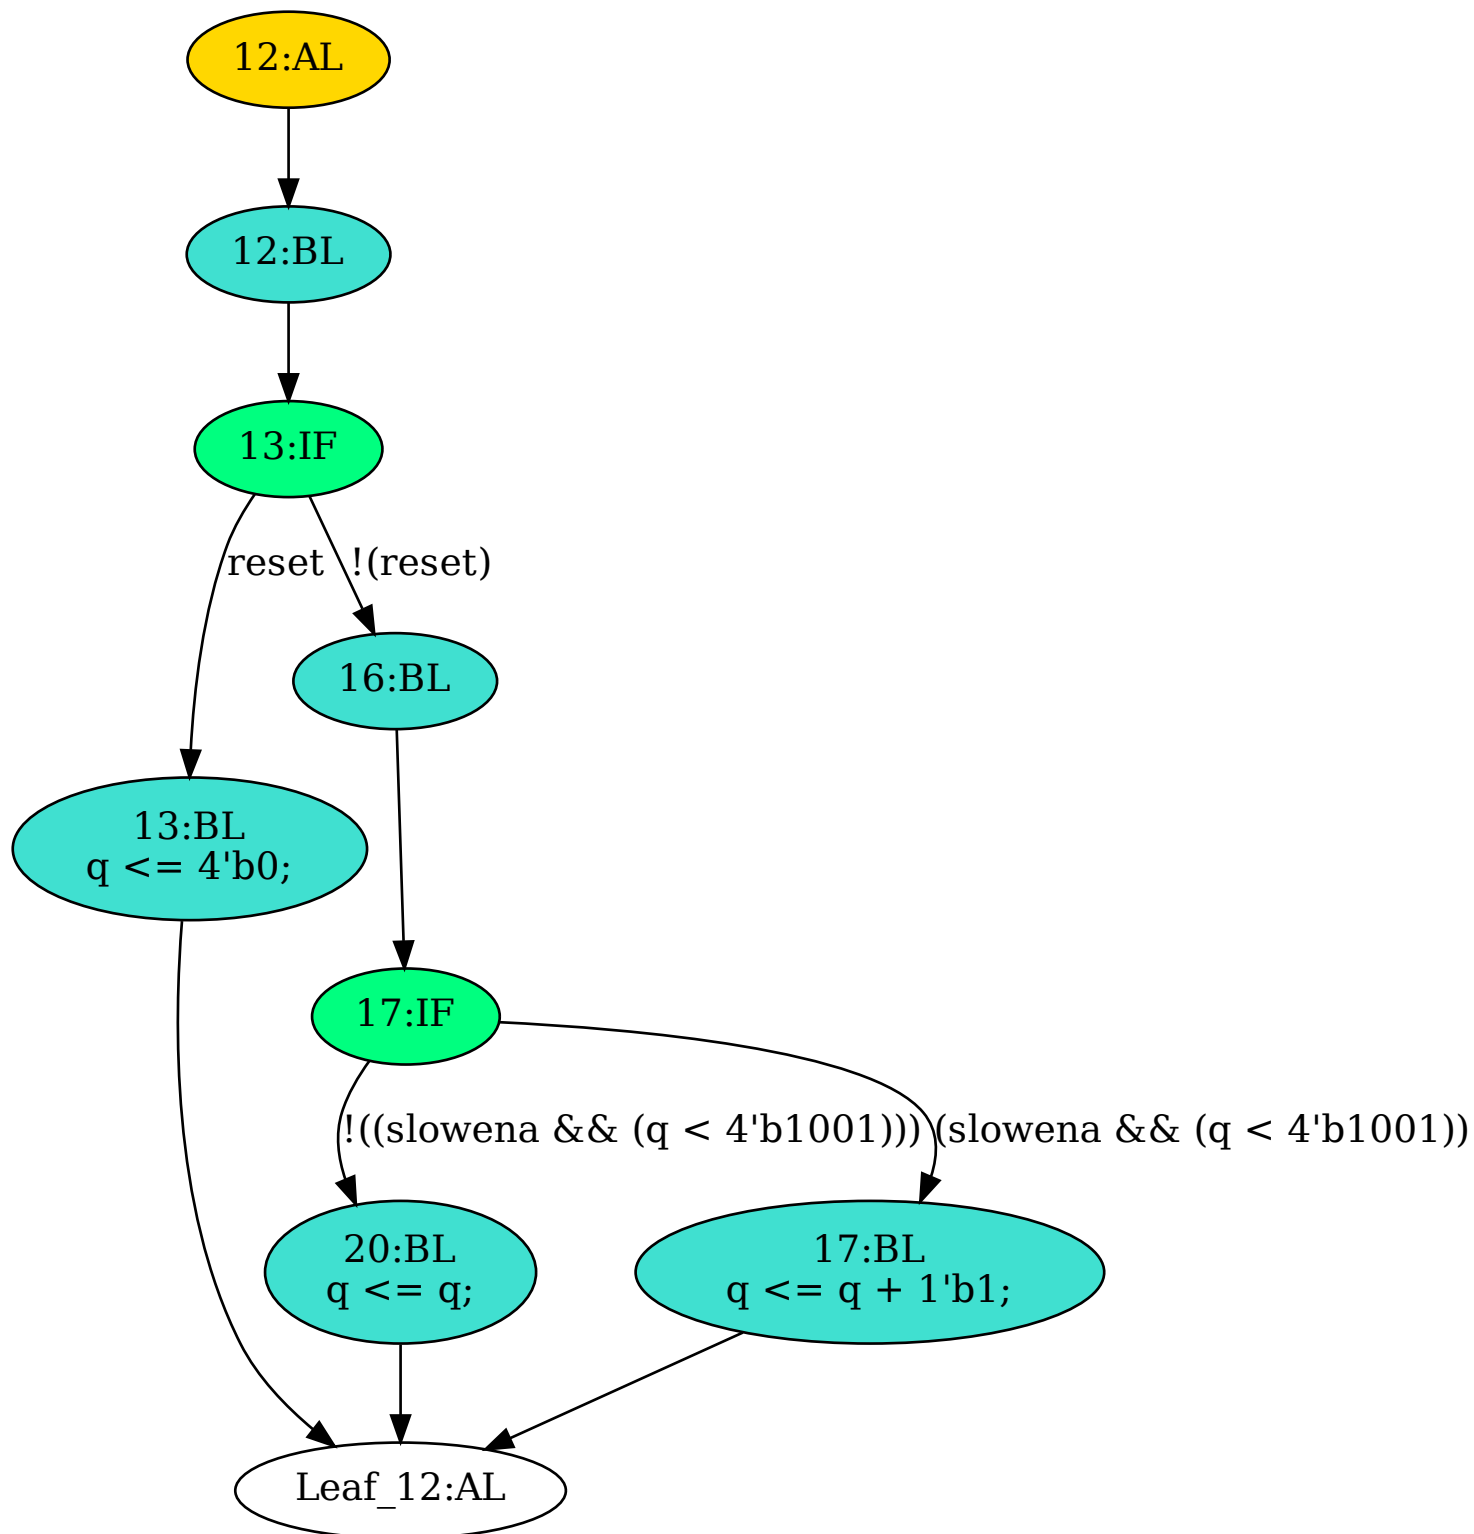 12:AL
12:BL
13:IF
reset
!(reset)
16:BL
13:BL
q <= 4'b0;
17:IF
!((slowena && (q < 4'b1001)))
(slowena && (q < 4'b1001))
20:BL
q <= q;
17:BL
q <= q + 1'b1;
Leaf_12:AL